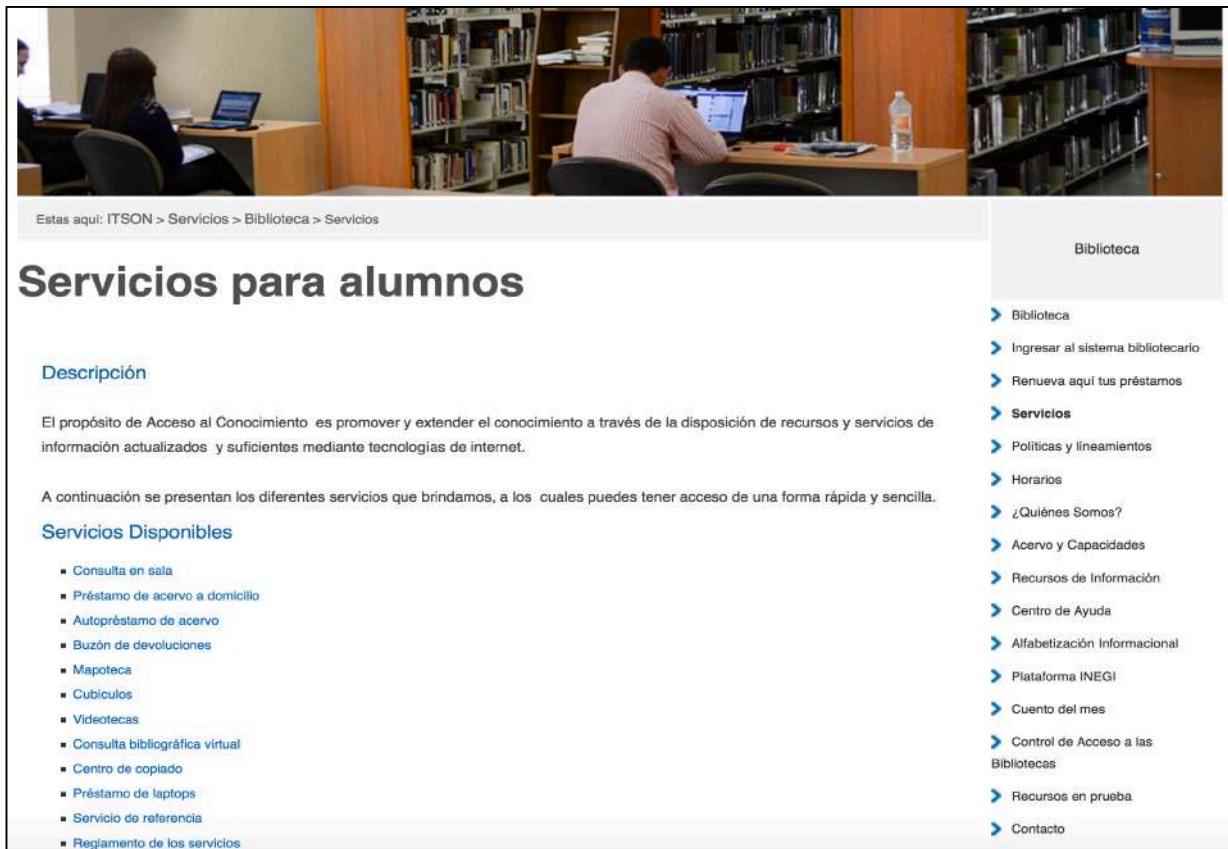 Estas aquí: ITSON > Servicios > Biblioteca > Servicios
Servicios para alumnos
Descripción
El propósito de Acceso al Conocimiento es promover y extender el conocimiento a través de la disposición de recursos y servicios de
información actualizados y suficientes mediante tecnologías de internet.
A continuación se presentan los diferentes servicios que brindamos, a los cuales puedes tener acceso de una forma rápida y sencilla.
Servicios Disponibles
Consulta en sala
Préstamo de acervo a domicilio
Autopréstamo de acervo
Buzón de devoluciones
Mapoteca
Cubiculos
Videotecas
Consulta bibliográfica virtual
Centro de copiado
Préstamo de laptops
Servicio de referencia
Reglamento de los servicios
Biblioteca
Biblioteca
Ingresar al sistema bibliotecario
Renueva aquí tus préstamos
Servicios
Políticas y lineamientos
Horarios
¿Quiénes Somos?
Acervo y Capacidades
Recursos de Información
Centro de Ayuda
Alfabetización Informacional
Plataforma INEGI
Cuento del mes
Control de Acceso a las
Bibliotecas
Recursos en prueba
Contacto